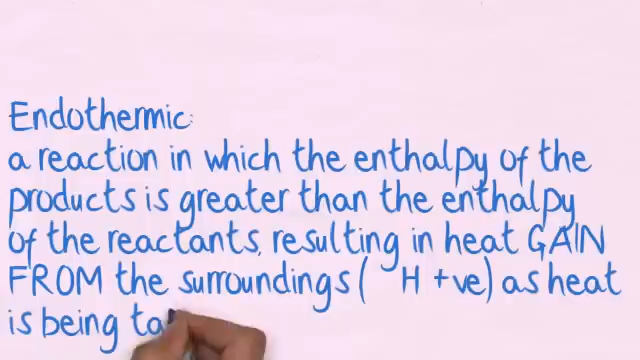 Endothermic:
a reaction in which the enthalpy of the
products is greater than the enthalpy
of the reactants, resulting in heat GAIN
FROM the surroundings ( H +ve) as heat
is being ta